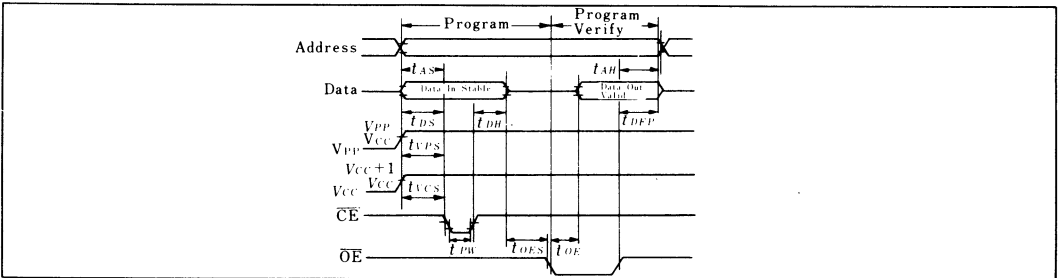 Program
Program
Verify
Address
tAS
tAH
Data
Data In Stable
Data Out
Valid
tDS
tDH
tDFP
VPP
VCC
VPP
tVPS
VCC+1
VCC
VCC
tVCS
CE
tPW
tOES
tOE
OE